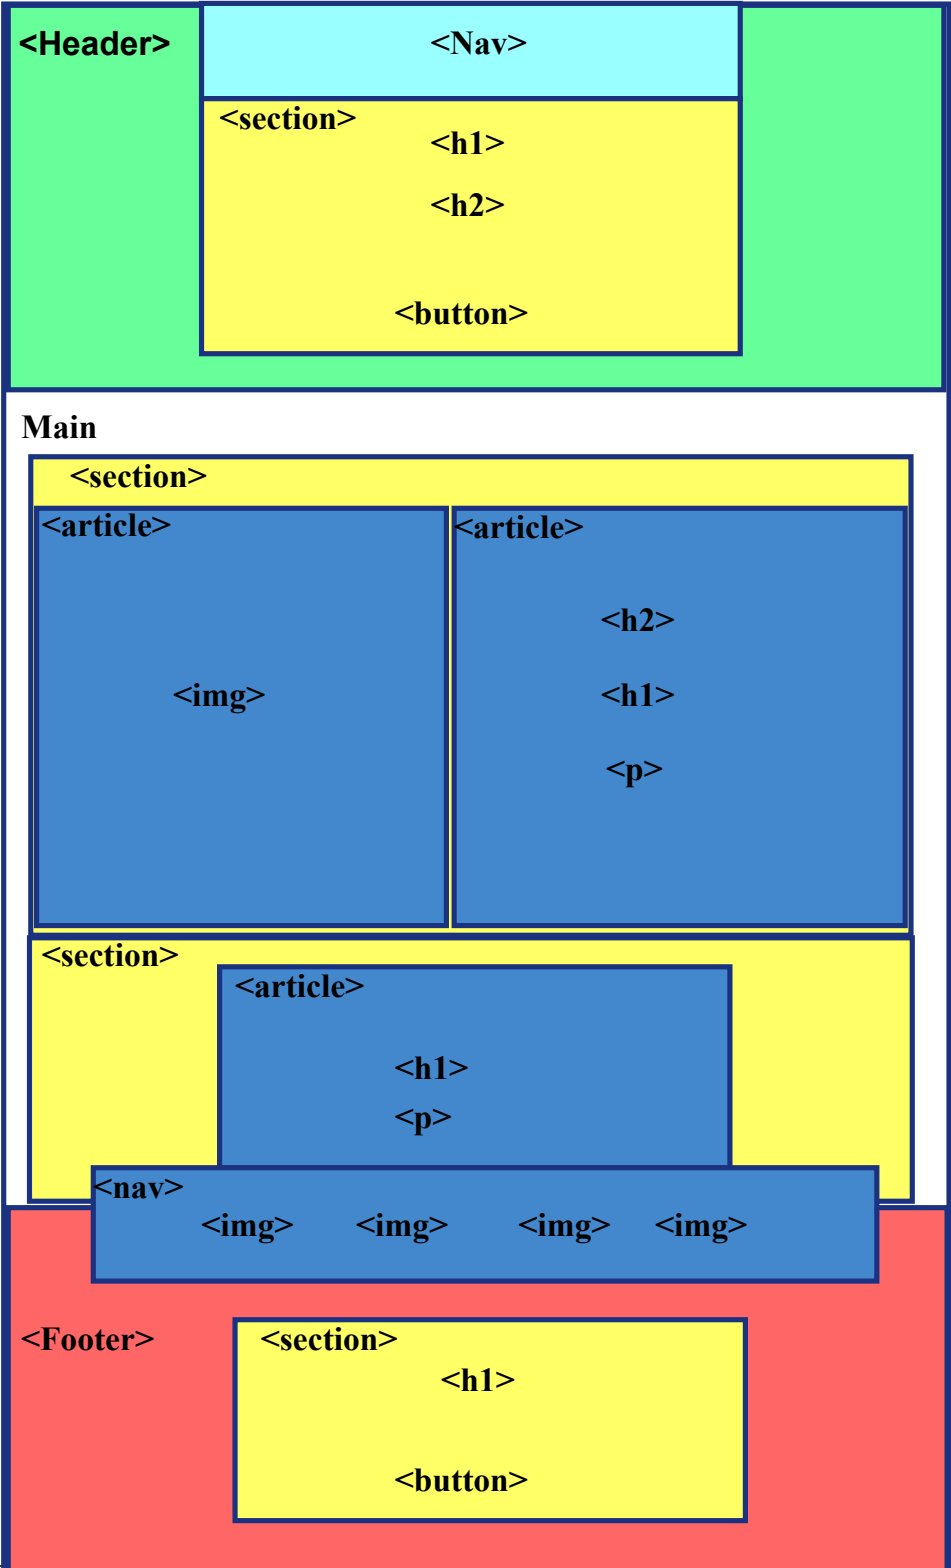 <Header>
<Nav>
<section>
<h1>
<h2>
<button>
Main
<section>
<article>
<img>
<article>
<h2>
<h1>
<p>
<section>
<article>
<h1>
<p>
<nav>
<img> <img> <img> <img>
<Footer>
<section>
<h1>
<button>